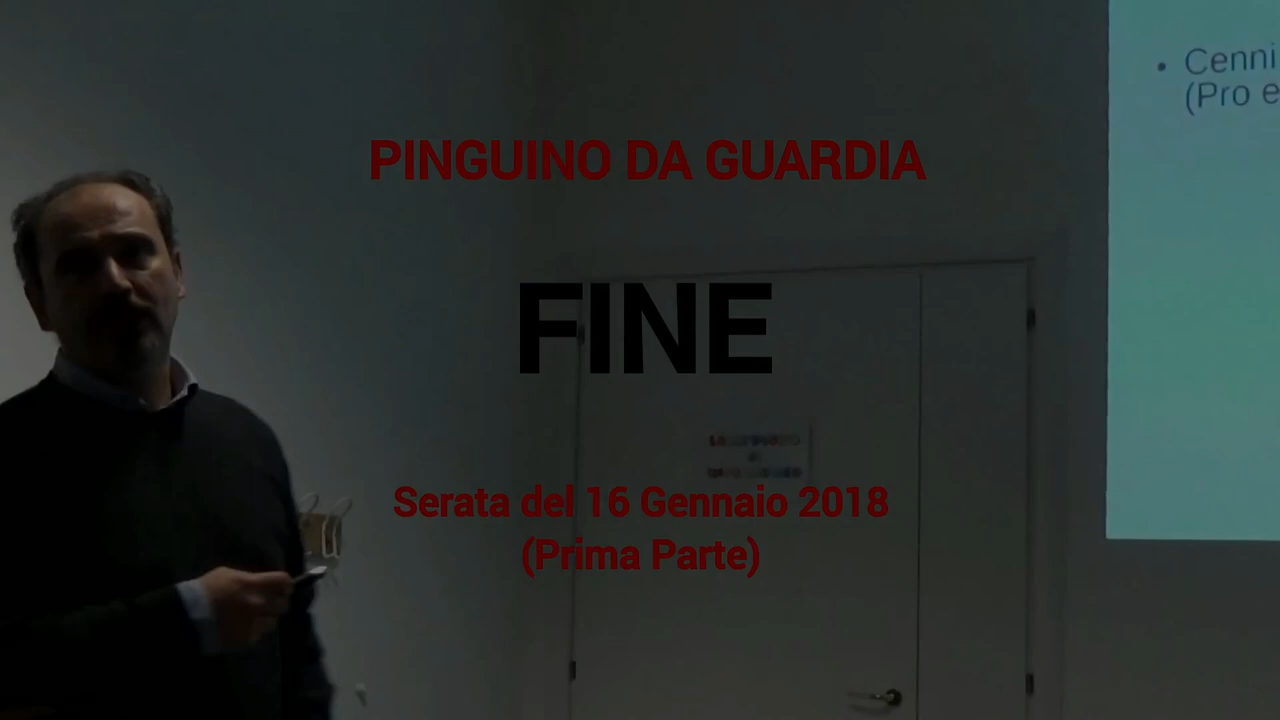 PINGUINO DA GUARDIA
FINE
Serata del 16 Gennaio 2018
(Prima Parte)
Cenni
(Pro e